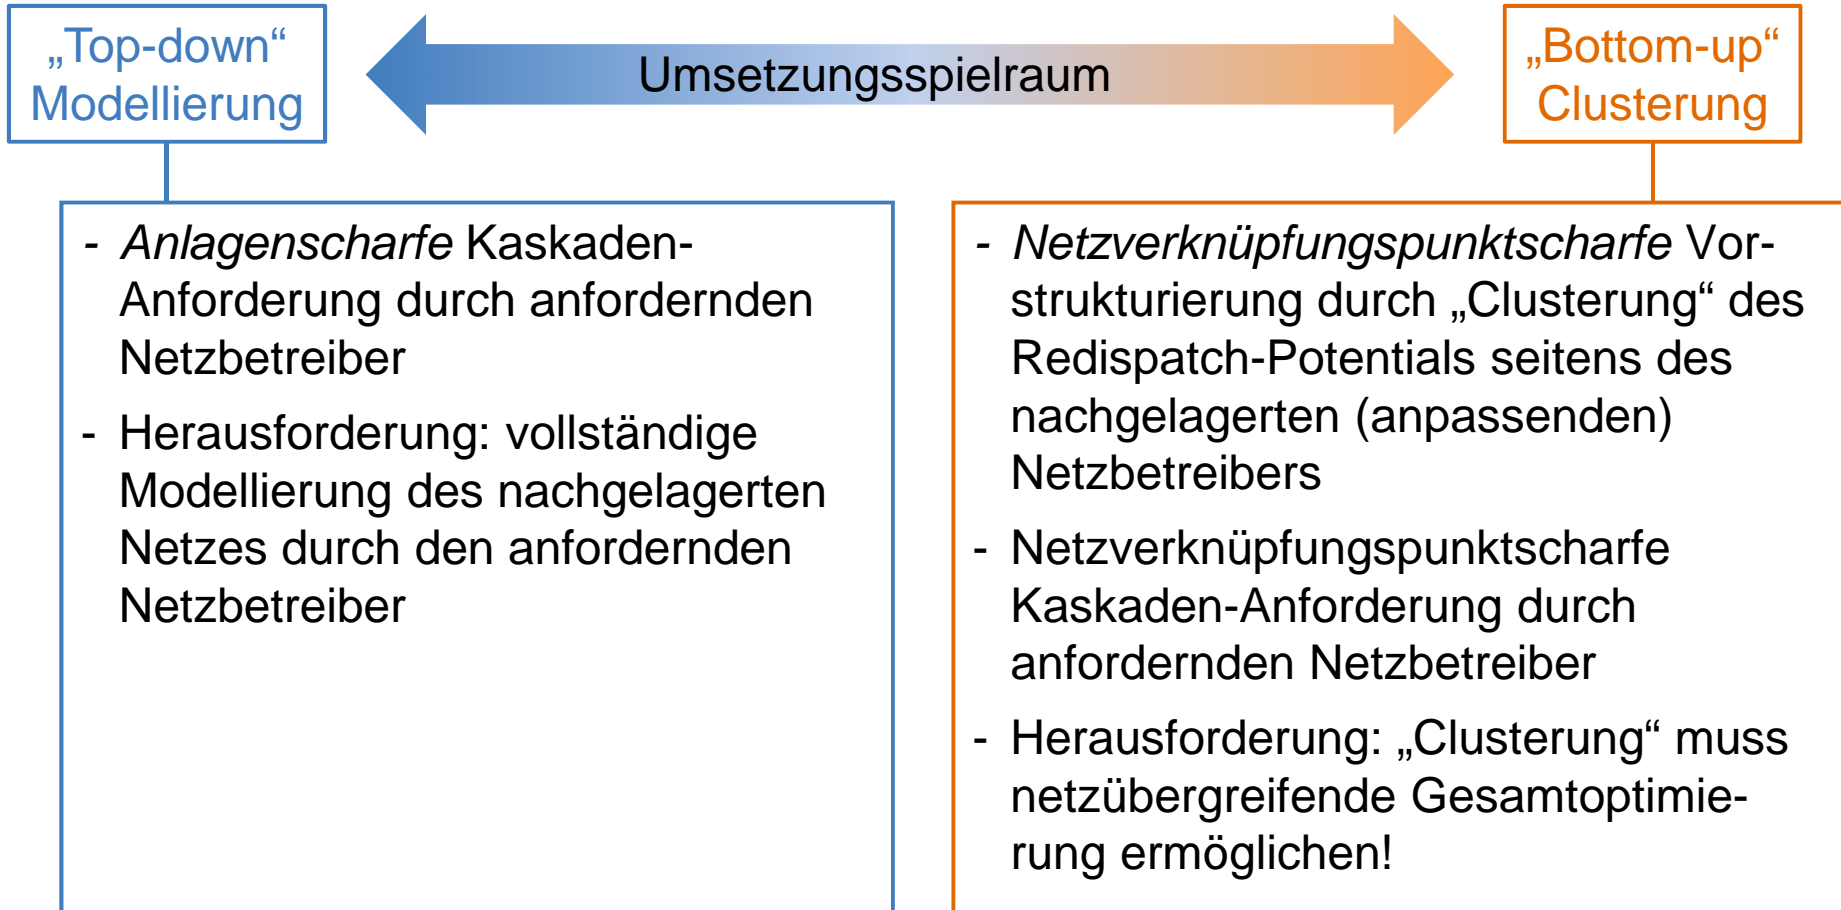 „Top-down“
Modellierung
Umsetzungsspielraum
„Bottom-up“
Clusterung
- Anlagenscharfe Kaskaden-
Anforderung durch anfordernden
Netzbetreiber
- Herausforderung: vollständige
Modellierung des nachgelagerten
Netzes durch den anfordernden
Netzbetreiber
- Netzverknüpfungspunktscharfe Vor-
strukturierung durch „Clusterung“ des
Redispatch-Potentials seitens des
nachgelagerten (anpassenden)
Netzbetreibers
- Netzverknüpfungspunktscharfe
Kaskaden-Anforderung durch
anfordernden Netzbetreiber
- Herausforderung: „Clusterung“ muss
netzübergreifende Gesamtoptimie-
rung ermöglichen!